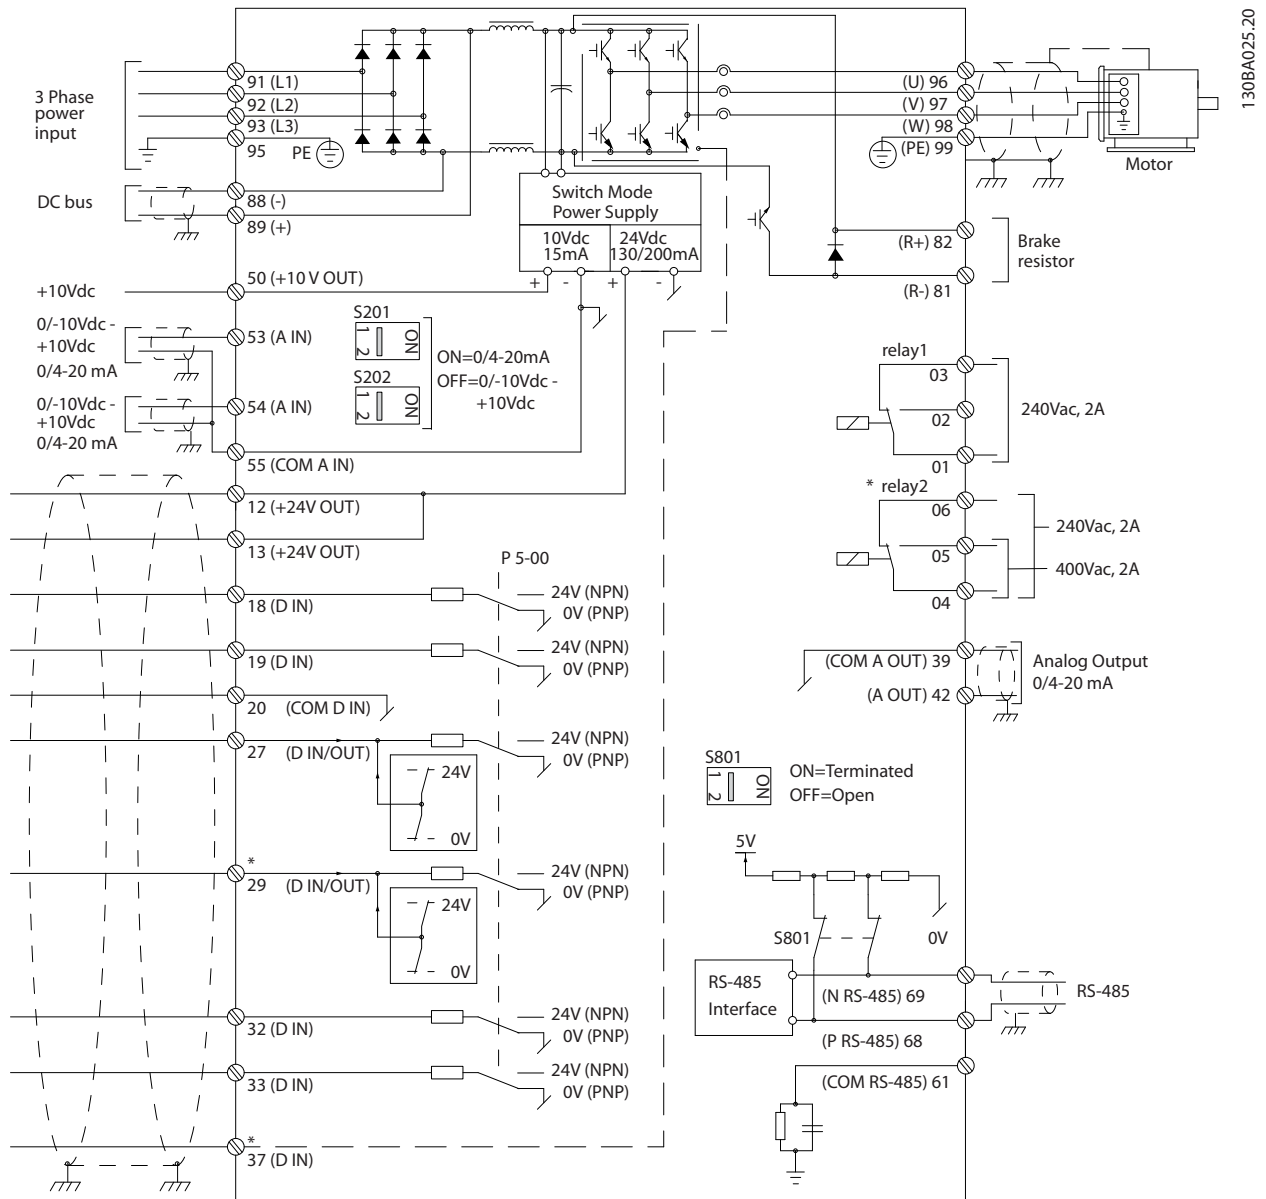 130BA025.20
3 Phase
power
input
91 (L1)
92 (L2)
93 (L3)
95
PE
(U) 96
(V) 97
(W) 98
(PE) 99
Motor
DC bus
88 (-)
89 (+)
Switch Mode
Power Supply
10Vdc
15mA
24Vdc
130/200mA
+ - + -
(R+) 82
(R-) 81
Brake
resistor
+10Vdc
50 (+10 V OUT)
0/-10Vdc -
+10Vdc
0/4-20 mA
53 (A IN)
S201
1 2 ON
S202
1 2 ON
ON=0/4-20mA
OFF=0/-10Vdc -
+10Vdc
0/-10Vdc -
+10Vdc
0/4-20 mA
54 (A IN)
55 (COM A IN)
relay1
03
02
01
240Vac, 2A
* relay2
06
05
04
240Vac, 2A
400Vac, 2A
12 (+24V OUT)
13 (+24V OUT)
P 5-00
18 (D IN)
24V (NPN)
0V (PNP)
19 (D IN)
24V (NPN)
0V (PNP)
20 (COM D IN)
27 (D IN/OUT)
24V (NPN)
0V (PNP)
24V
0V
*
29 (D IN/OUT)
24V (NPN)
0V (PNP)
24V
0V
32 (D IN)
24V (NPN)
0V (PNP)
33 (D IN)
24V (NPN)
0V (PNP)
*
37 (D IN)
(COM A OUT) 39
(A OUT) 42
Analog Output
0/4-20 mA
S801
1 2 ON
ON=Terminated
OFF=Open
5V
S801
0V
RS-485
Interface
(N RS-485) 69
(P RS-485) 68
RS-485
(COM RS-485) 61